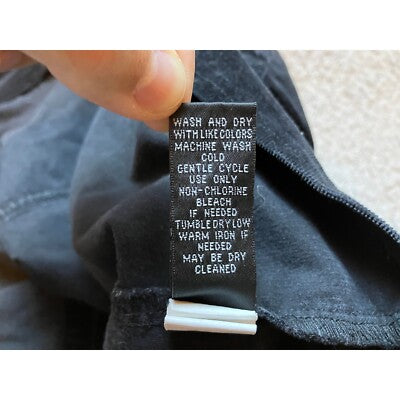 WASH AND DRY
WITH LIKE COLORS
MACHINE WASH
COLD
GENTLE CYCLE
USE ONLY
NON-CHLORINE
BLEACH
IF NEEDED
TUMBLE DRY LOW
WARM IRON IF
NEEDED
MAY BE DRY
CLEANED